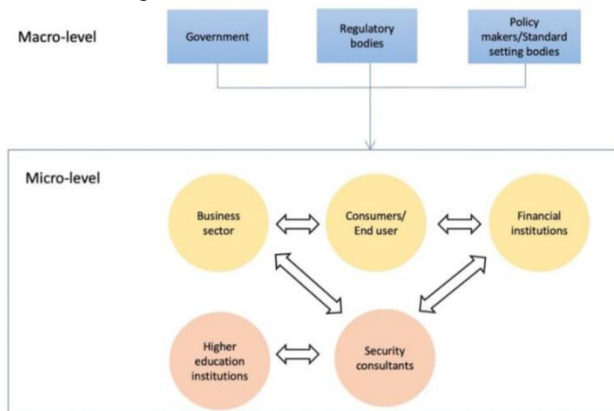 Macro-level
Government
Regulatory
bodies
Policy
makers/Standard
setting bodies
Micro-level
Business
sector
Consumers/
End user
Financial
institutions
Higher
education
institutions
Security
consultants